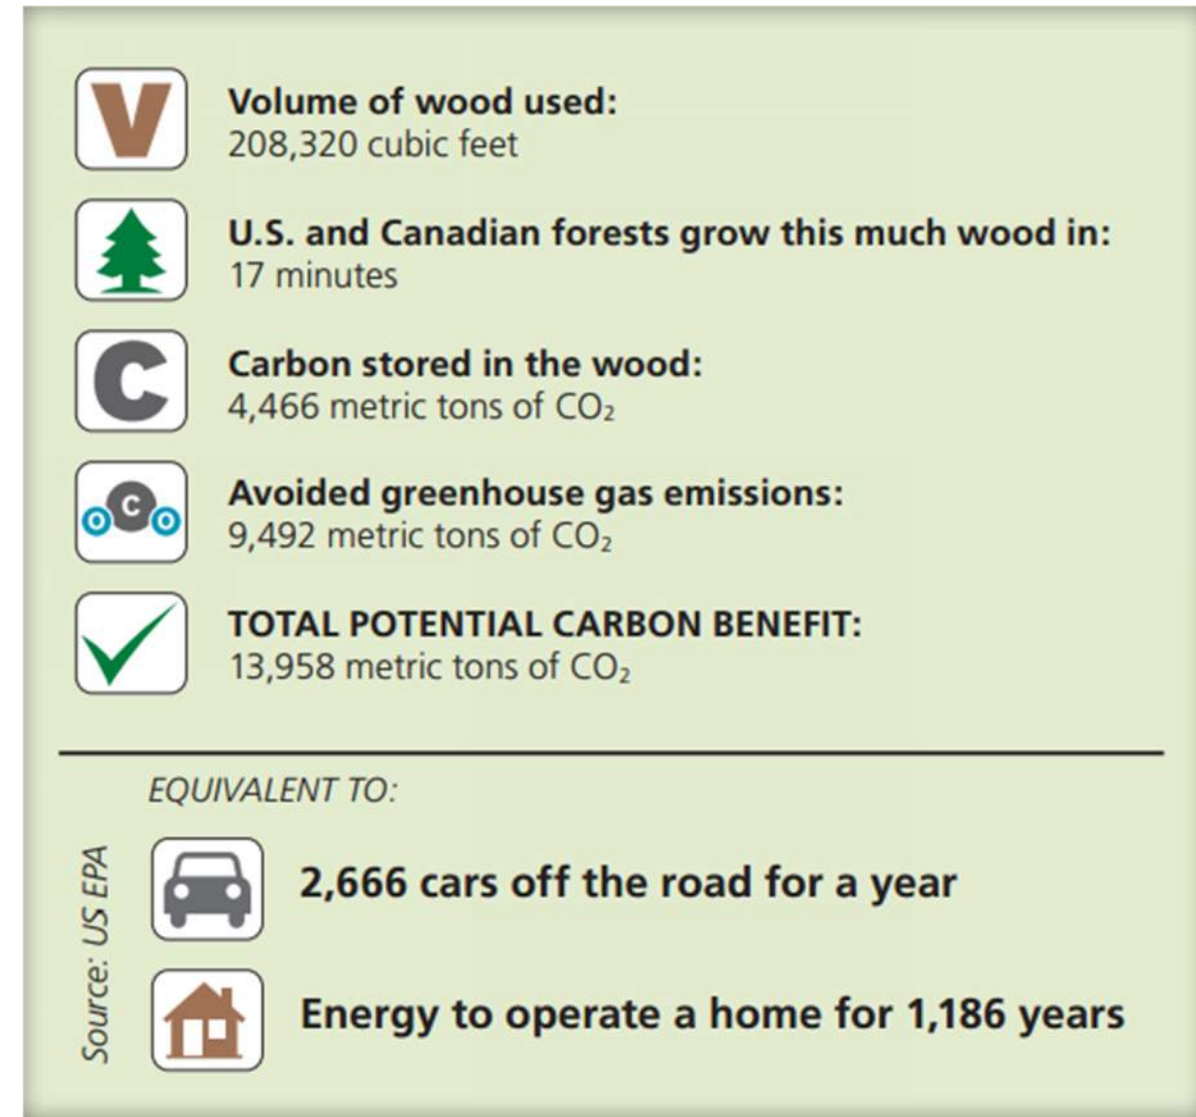 V
Volume of wood used:
208,320 cubic feet
U.S. and Canadian forests grow this much wood in:
17 minutes
C
Carbon stored in the wood:
4,466 metric tons of CO₂
O C O
Avoided greenhouse gas emissions:
9,492 metric tons of CO₂
TOTAL POTENTIAL CARBON BENEFIT:
13,958 metric tons of CO₂
EQUIVALENT TO:
Source: US EPA
2,666 cars off the road for a year
Energy to operate a home for 1,186 years